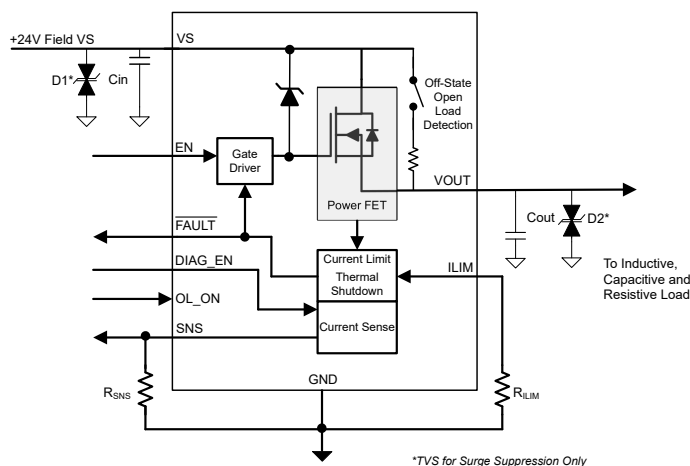 +24V Field VS
VS
D1*
Cin
Off-State
Open
Load
Detection
EN
Gate
Driver
VOUT
Power FET
FAULT
Cout
D2*
Current Limit
Thermal
Shutdown
ILIM
DIAG_EN
To Inductive,
Capacitive and
Resistive Load
OL_ON
Current Sense
SNS
GND
RSNS
RILIM
*TVS for Surge Suppression Only